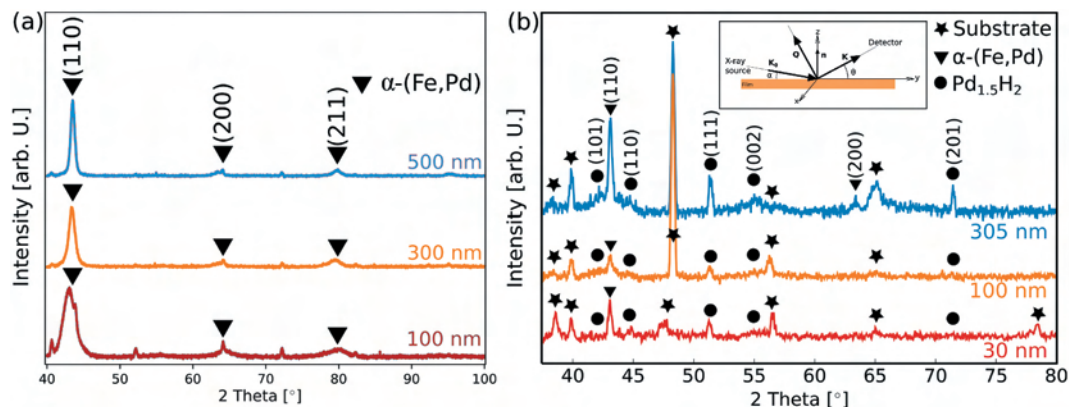 (a)
(110)
(200)
(211)
α-(Fe,Pd)
500 nm
300 nm
100 nm
Intensity [arb. U.]
40 50 60 70 80 90 100
2 Theta [°]
(b)
Substrate
α-(Fe,Pd)
Pd1.5H2
X-ray
source
K0
α
Q
z
n
K
Detector
θ
y
x
film
(101)
(110)
(110)
(111)
(002)
(200)
(201)
305 nm
100 nm
30 nm
Intensity [arb. U.]
40 45 50 55 60 65 70 75 80
2 Theta [°]